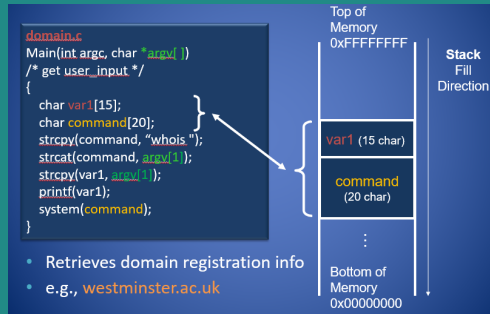 domain.c
Main(int argc, char *argv[ ])
/* get user_input */
{
char var1[15];
char command[20];
strcpy(command, “whois ");
strcat(command, argv[1]);
strcpy(var1, argv[1]);
printf(var1);
system(command);
}
• Retrieves domain registration info
• e.g., westminster.ac.uk
Top of
Memory
0xFFFFFFFF
Stack
Fill
Direction
var1 (15 char)
command
(20 char)
⋮
Bottom of
Memory
0x00000000